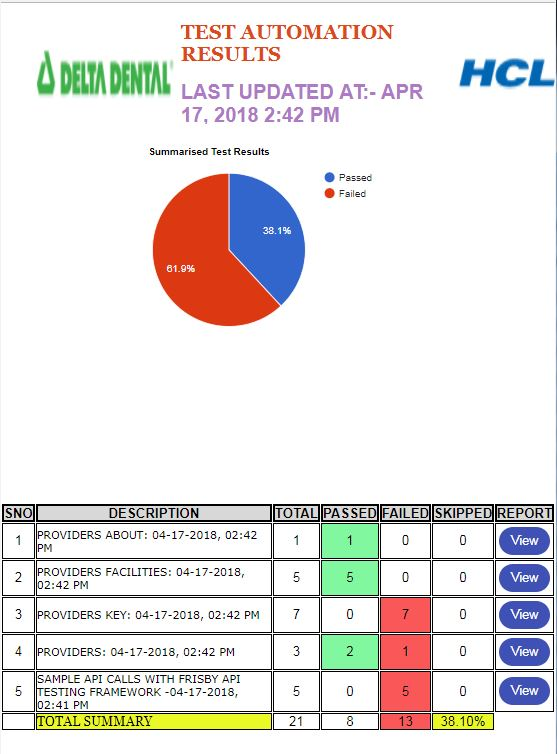 TEST AUTOMATION
RESULTS
DELTA DENTAL
HCL
LAST UPDATED AT:- APR
17, 2018 2:42 PM
Summarised Test Results
Passed
Failed
38.1%
61.9%
SNO DESCRIPTION TOTAL PASSED FAILED SKIPPED REPORT
1 PROVIDERS ABOUT: 04-17-2018, 02:42 PM 1 1 0 0 View
2 PROVIDERS FACILITIES: 04-17-2018, 02:42 PM 5 5 0 0 View
3 PROVIDERS KEY: 04-17-2018, 02:42 PM 7 0 7 0 View
4 PROVIDERS: 04-17-2018, 02:42 PM 3 2 1 0 View
5 SAMPLE API CALLS WITH FRISBY API TESTING FRAMEWORK -04-17-2018, 02:41 PM 5 0 5 0 View
TOTAL SUMMARY 21 8 13 38.10%